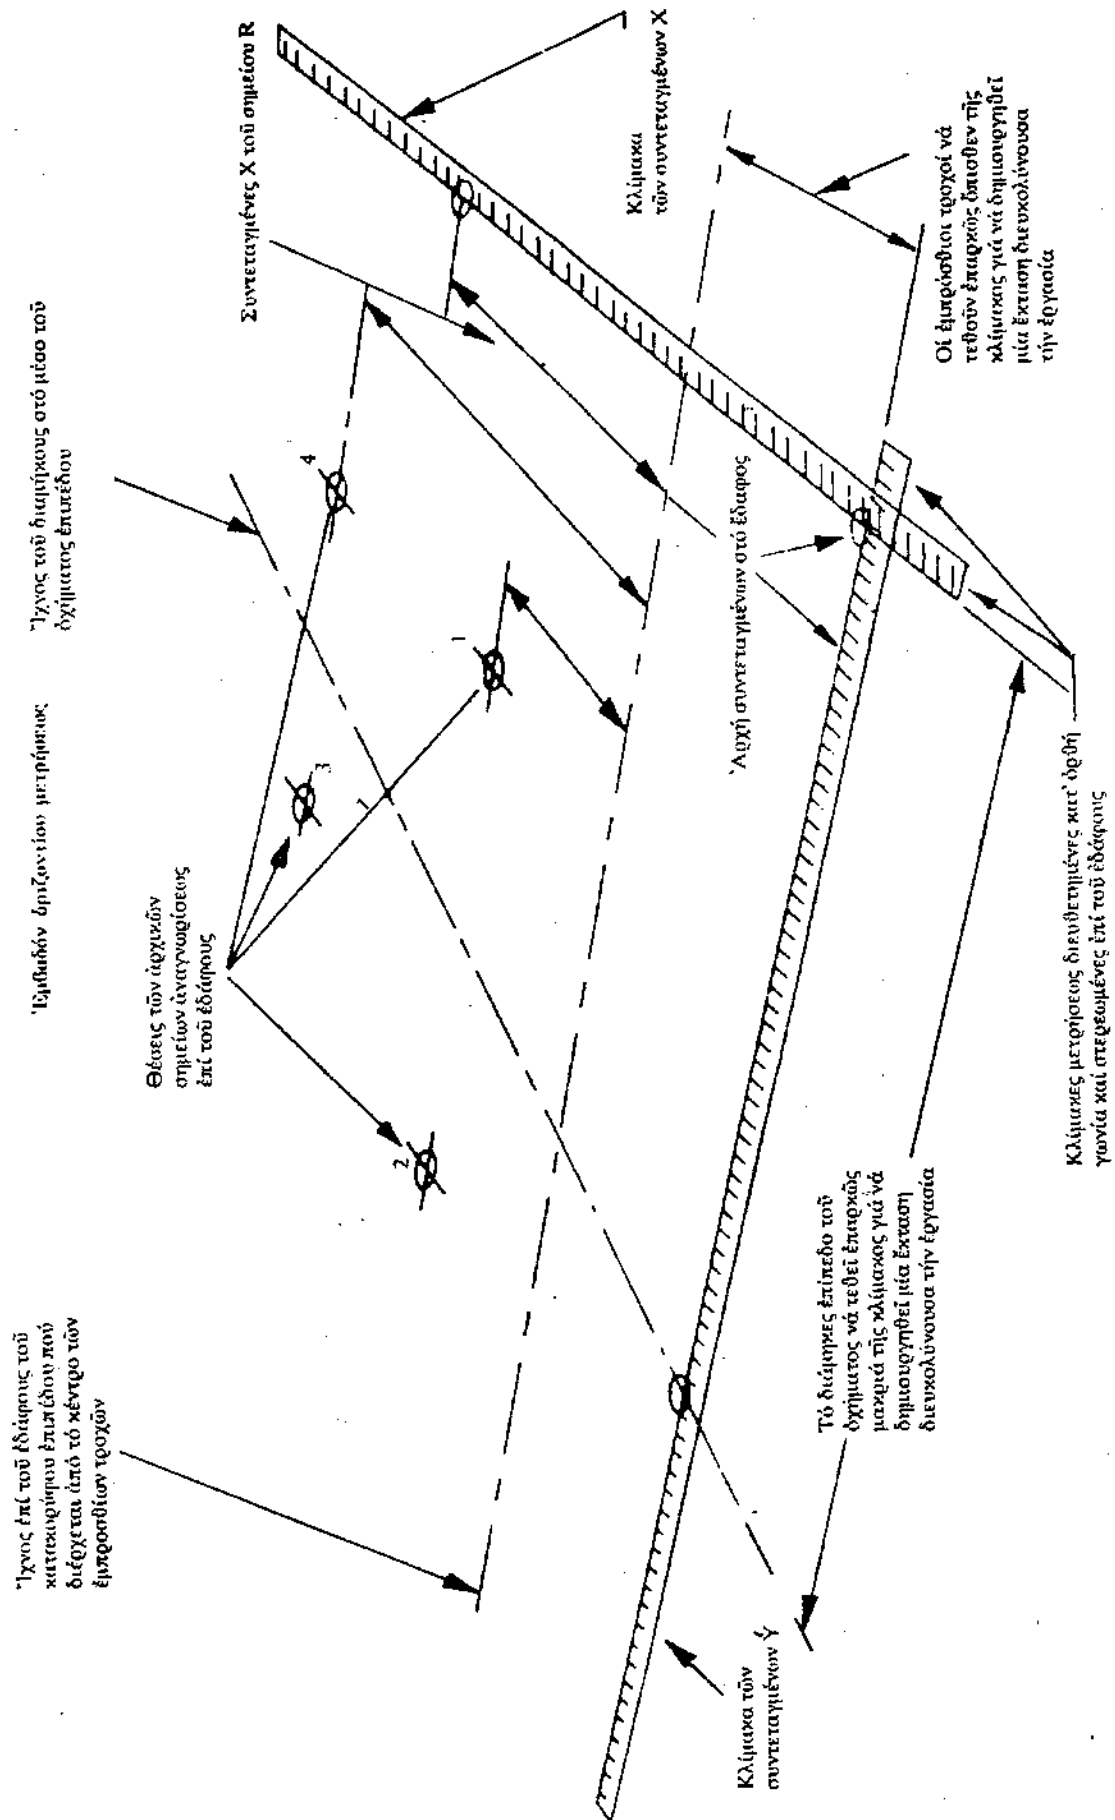 Ἐμβαδόν ὁριζοντίου μετρήσεως
Ἴχνος ἐπί τοῦ ἐδάφους τοῦ
κατακορύφου ἐπιπέδου πού
διέρχεται ἀπό τό κέντρο τῶν
ἐμπροσθίων τροχῶν
Θέσεις τῶν ἀρχικῶν
σημείων ἀναγνωρίσεως
ἐπί τοῦ ἐδάφους
Ἴχνος τοῦ διαμήκους στό μέσο τοῦ
ὀχήματος ἐπιπέδου
Συντεταγμένες Χ τοῦ σημείου R
2
3
4
1
1
Κλίμακα
τῶν συντεταγμένων Χ
Ἀρχή συντεταγμένων στό ἔδαφος
Κλίμακα τῶν
συντεταγμένων Ý
Τό διάμηκες ἐπίπεδο τοῦ
ὀχήματος νά τεθεῖ ἐπαρκῶς
μακριά τῆς κλίμακος γιά νά
δημιουργηθεῖ μία ἔκταση
διευκολύνουσα τήν ἐργασία
Οἱ ἐμπρόσθιοι τροχοί νά
τεθοῦν ἐπαρκῶς ὄπισθεν τῆς
κλίμακος γιά νά δημιουργηθεῖ
μία ἔκταση διευκολύνουσα
τήν ἐργασία
Κλίμακες μετρήσεως διευθετημένες κατ' ὀρθή
γωνία καί στερεωμένες ἐπί τοῦ ἐδάφους